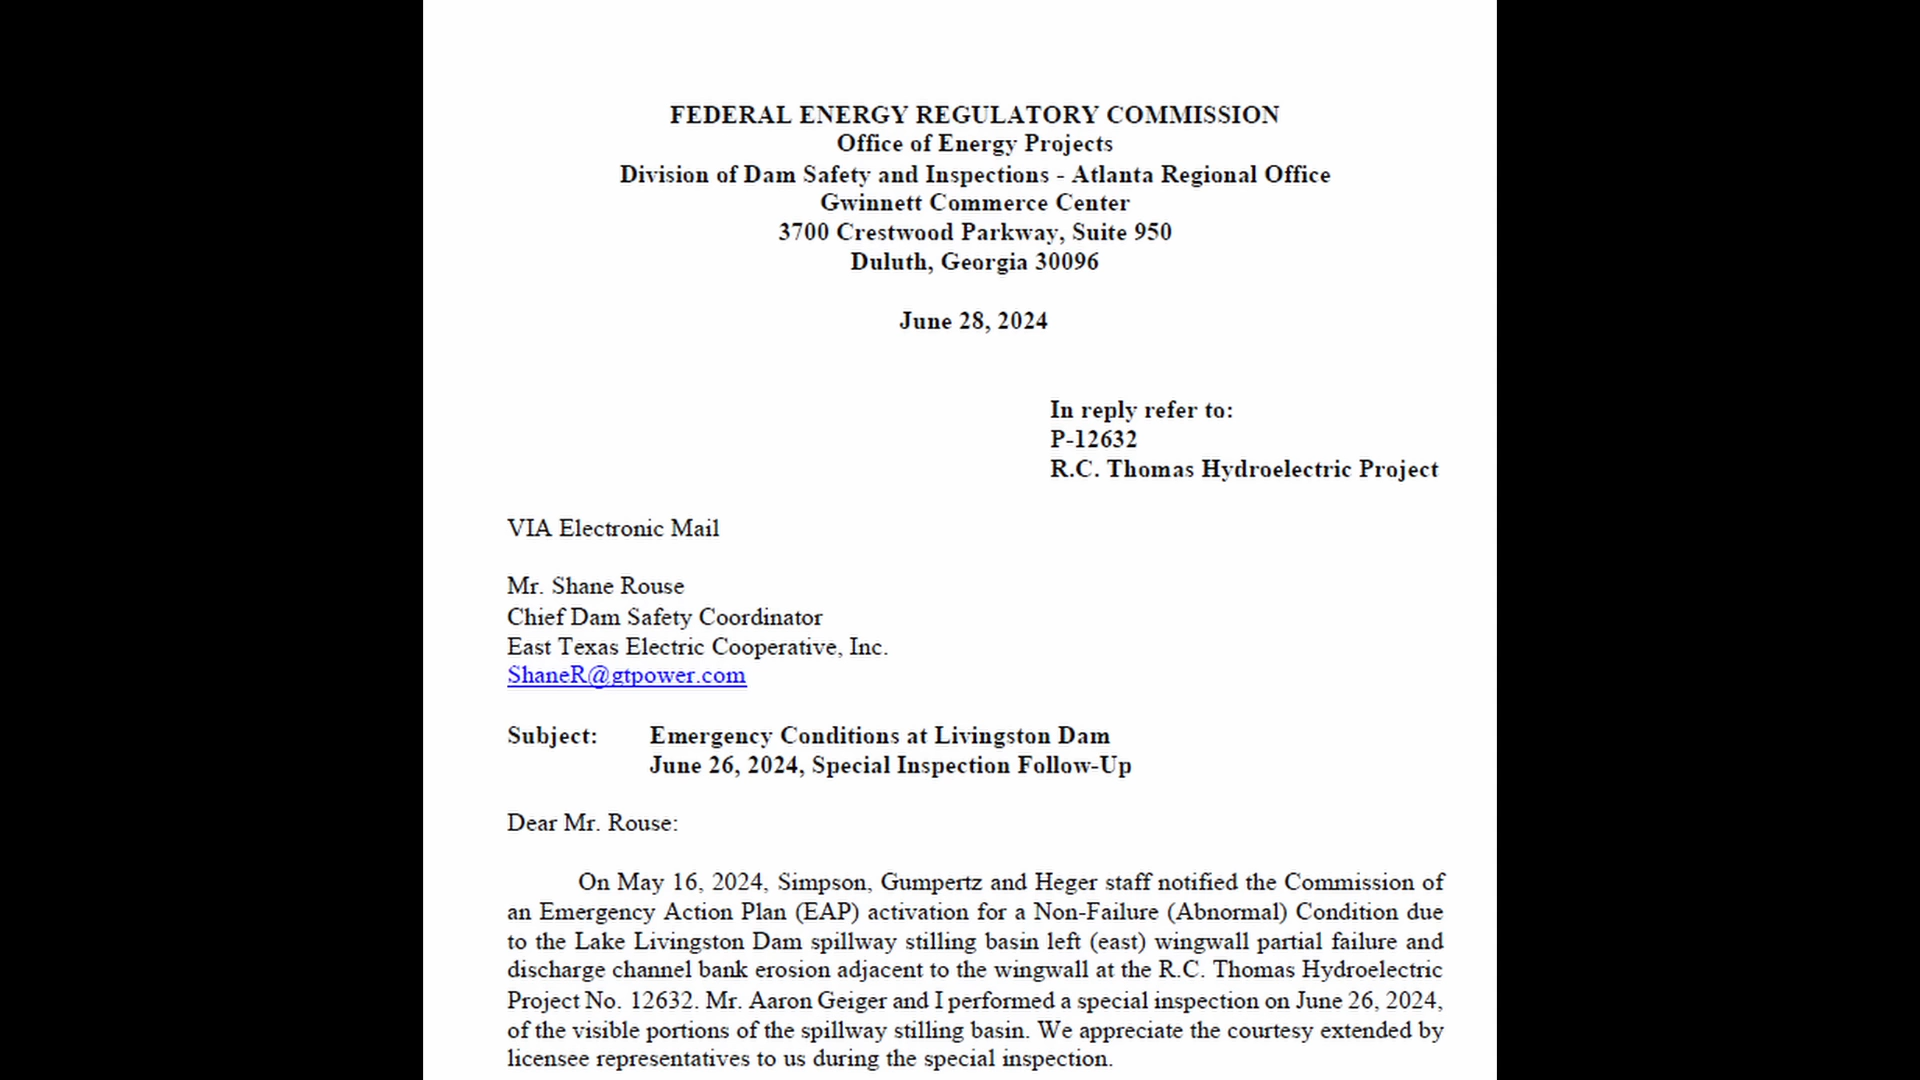 FEDERAL ENERGY REGULATORY COMMISSION
Office of Energy Projects
Division of Dam Safety and Inspections - Atlanta Regional Office
Gwinnett Commerce Center
3700 Crestwood Parkway, Suite 950
Duluth, Georgia 30096
June 28, 2024
In reply refer to:
P-12632
R.C. Thomas Hydroelectric Project
VIA Electronic Mail
Mr. Shane Rouse
Chief Dam Safety Coordinator
East Texas Electric Cooperative, Inc.
ShaneR@gtpower.com
Subject: Emergency Conditions at Livingston Dam
June 26, 2024, Special Inspection Follow-Up
Dear Mr. Rouse:
On May 16, 2024, Simpson, Gumpertz and Heger staff notified the Commission of
an Emergency Action Plan (EAP) activation for a Non-Failure (Abnormal) Condition due
to the Lake Livingston Dam spillway stilling basin left (east) wingwall partial failure and
discharge channel bank erosion adjacent to the wingwall at the R.C. Thomas Hydroelectric
Project No. 12632. Mr. Aaron Geiger and I performed a special inspection on June 26, 2024,
of the visible portions of the spillway stilling basin. We appreciate the courtesy extended by
licensee representatives to us during the special inspection.